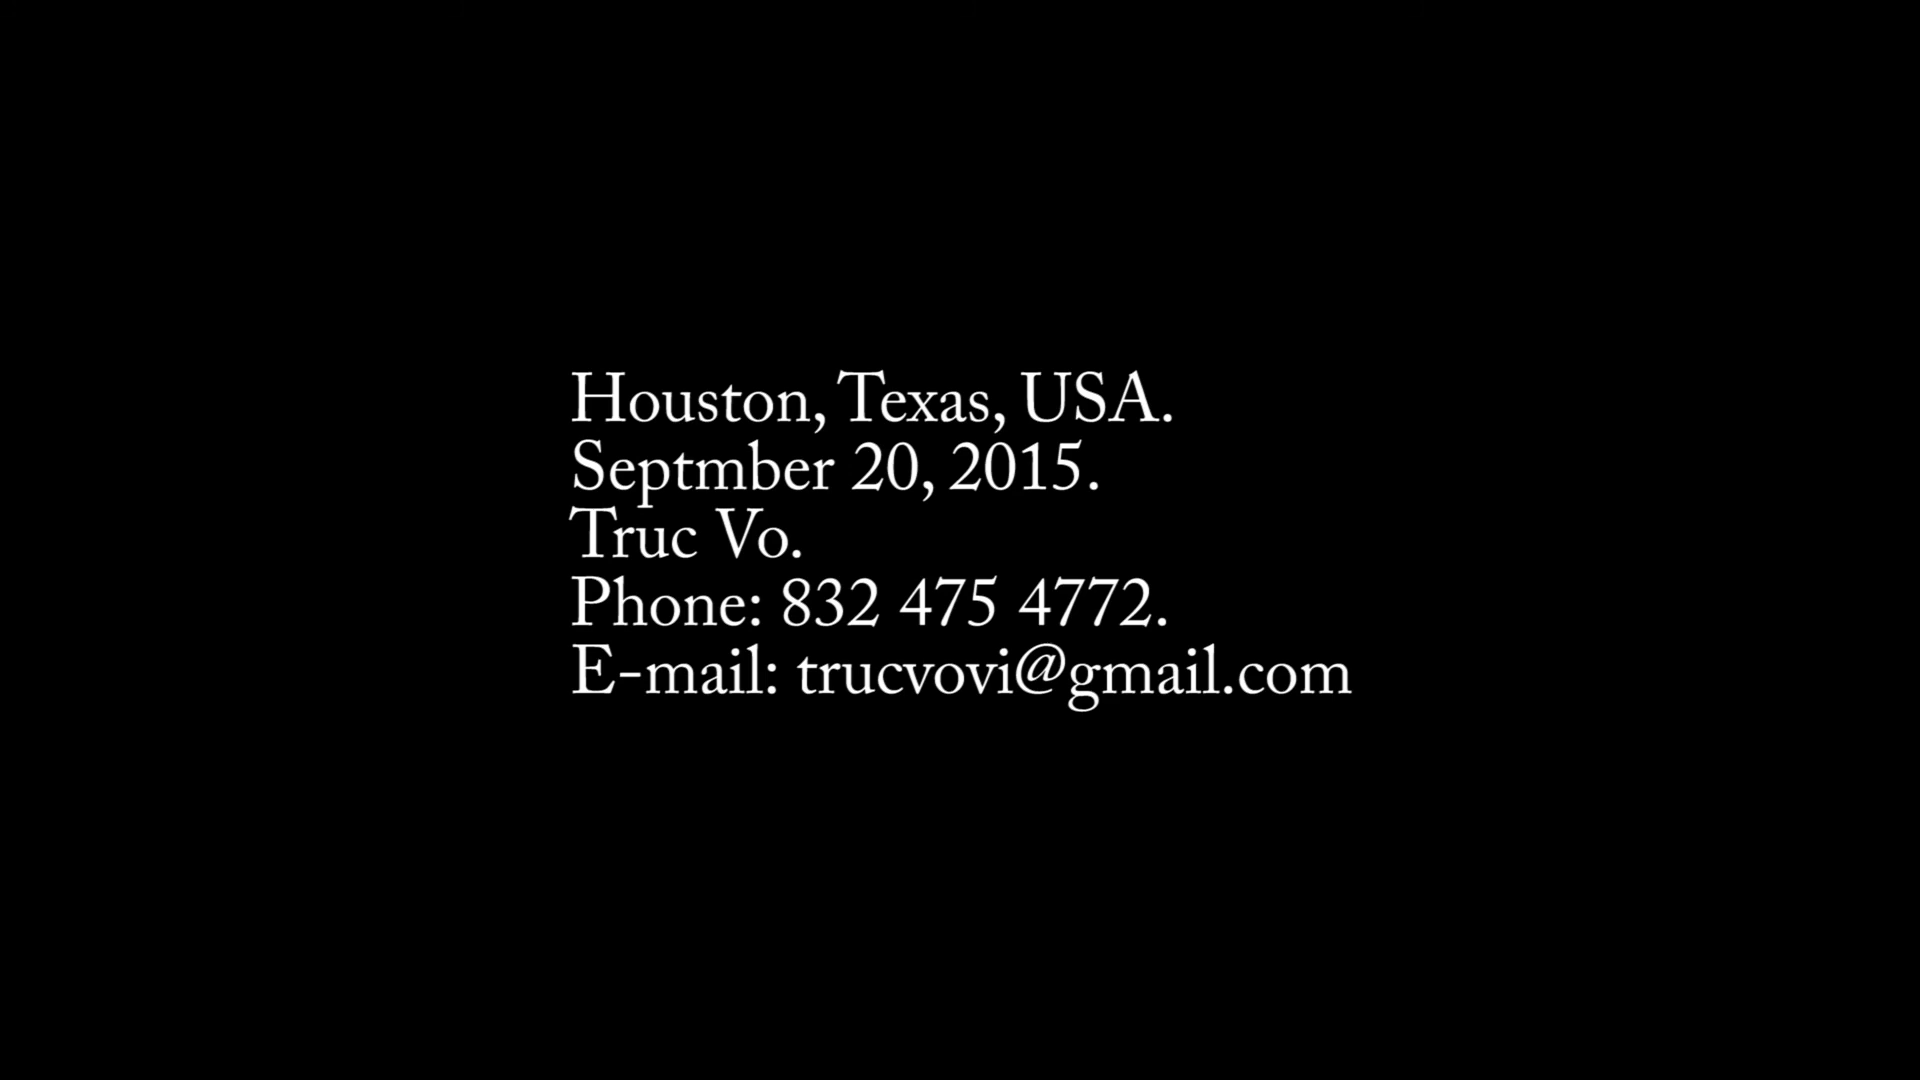 Houston, Texas, USA.
Septmber 20, 2015.
Truc Vo.
Phone: 832 475 4772.
E-mail: trucvovi@gmail.com